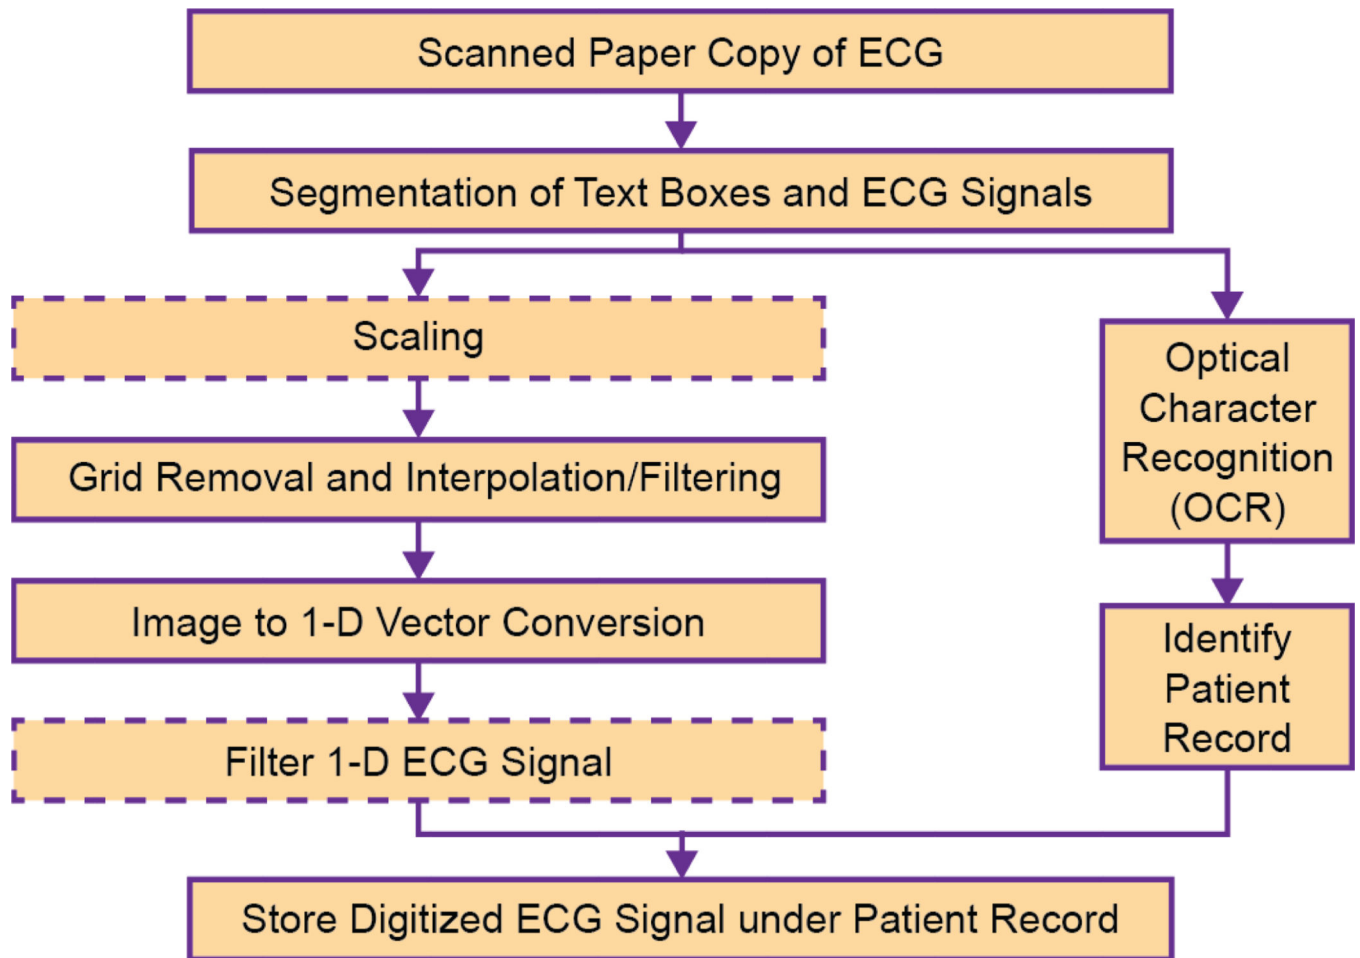 Scanned Paper Copy of ECG
Segmentation of Text Boxes and ECG Signals
Scaling
Grid Removal and Interpolation/Filtering
Image to 1-D Vector Conversion
Filter 1-D ECG Signal
Optical
Character
Recognition
(OCR)
Identify
Patient
Record
Store Digitized ECG Signal under Patient Record